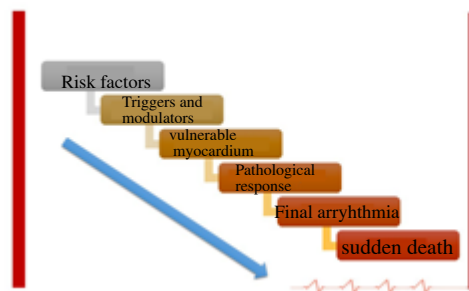 Risk factors
Triggers and
modulators
vulnerable
myocardium
Pathological
response
Final arryhthmia
sudden death